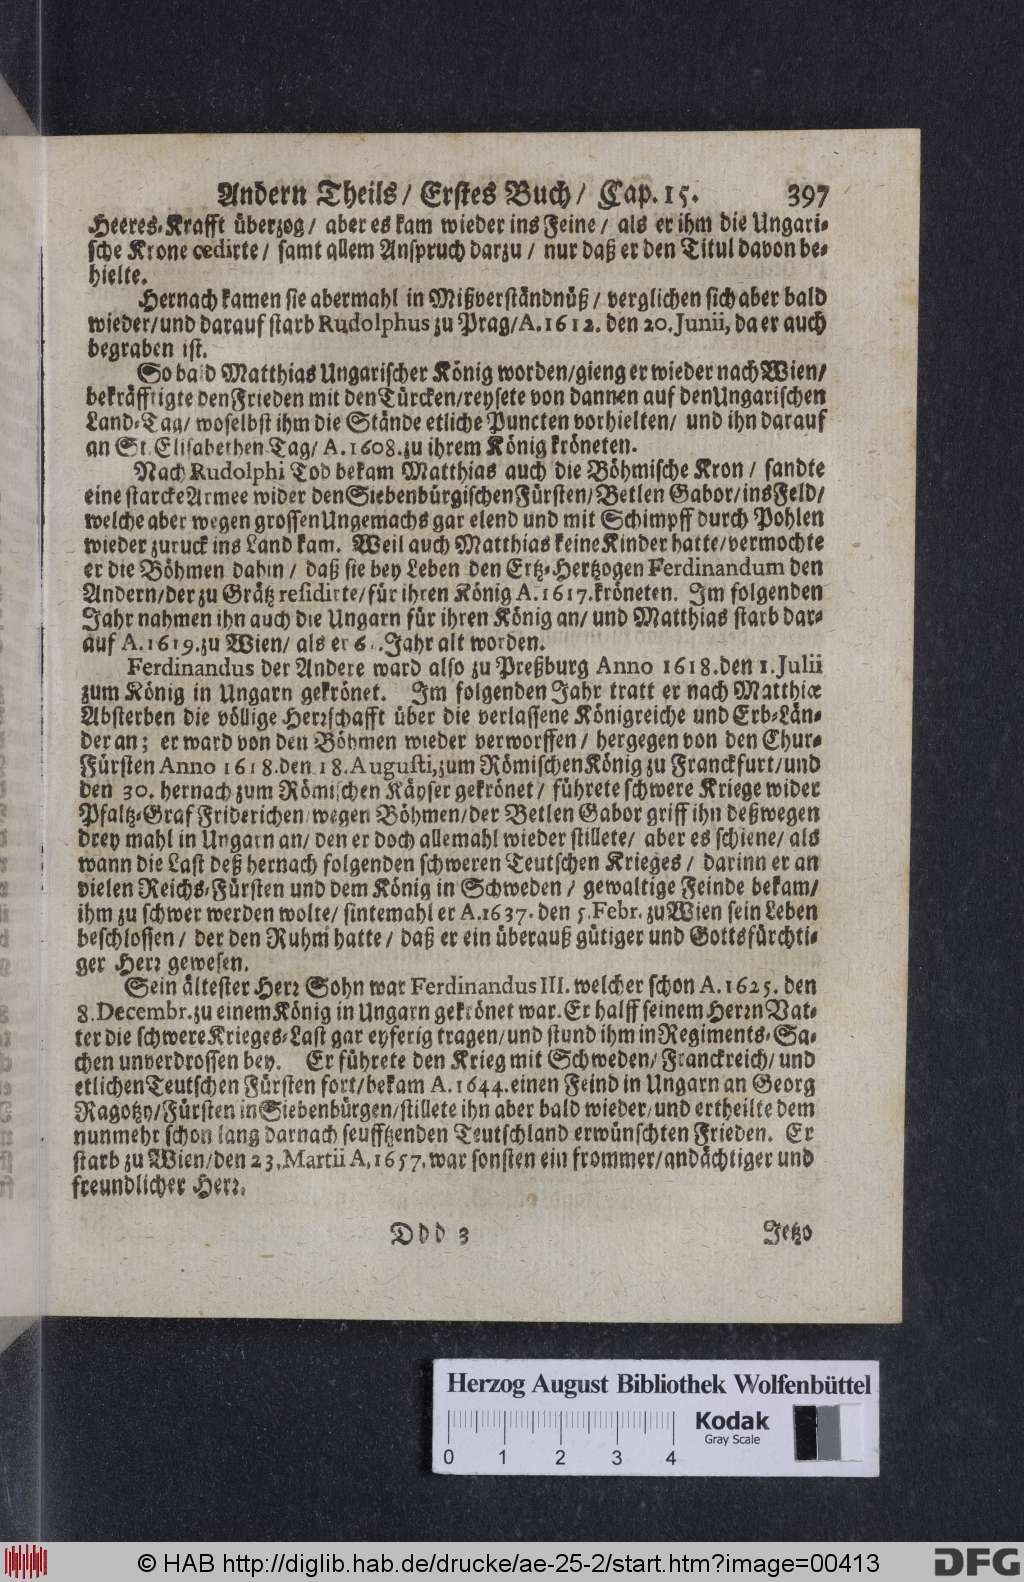 Andern Theils / Erstes Buch / Cap. 15. 397
Heeres-Krafft überzog / aber es kam wieder ins Feine / als er ihm die Ungari-
sche Krone cedirte / samt allem Anspruch darzu / nur daß er den Titul davon be-
hielte.
Hernach kamen sie abermahl in Mißverständnüß / verglichen sich aber bald
wieder / und darauf starb Rudolphus zu Prag / A. 1612. den 20. Junii, da er auch
begraben ist.
So bald Matthias Ungarischer König worden / gieng er wieder nach Wien /
bekräfftigte den Frieden mit den Türcken / reysete von dannen auf den Ungarischen
Land-Tag / woselbst ihm die Stände etliche Puncten vorhielten / und ihn darauf
an St. Elisabethen Tag / A. 1608. zu ihrem König kröneten.
Nach Rudolphi Tod bekam Matthias auch die Böhmische Kron / sandte
eine starcke Armee wider den Siebenbürgischen Fürsten / Betlen Gabor / ins Feld /
welche aber wegen grossen Ungemachs gar elend und mit Schimpff durch Pohlen
wieder zuruck ins Land kam. Weil auch Matthias keine Kinder hatte / vermochte
er die Böhmen dahin / daß sie bey Leben den Ertz-Hertzogen Ferdinandum den
Andern / der zu Grätz residirte / für ihren König A. 1617. kröneten. Im folgenden
Jahr nahmen ihn auch die Ungarn für ihren König an / und Matthias starb dar-
auf A. 1619. zu Wien / als er Jahr alt worden.
Ferdinandus der Andere ward also zu Preßburg Anno 1618. den 1. Julii
zum König in Ungarn gekrönet. Im folgenden Jahr tratt er nach Matthiæ
Absterben die völlige Herrschafft über die verlassene Königreiche und Erb-Län-
der an; er ward von den Böhmen wieder verworffen / hergegen von den Chur-
Fürsten Anno 1618. den 18. Augusti, zum Römischen König zu Franckfurt / und
den 30. hernach zum Römischen Käyser gekrönet / führete schwere Kriege wider
Pfaltz-Graf Friderichen / wegen Böhmen / der Betlen Gabor griff ihn deßwegen
drey mahl in Ungarn an / den er doch allemahl wieder stillete / aber es schiene / als
wann die Last deß hernach folgenden schweren Teutschen Krieges / darinn er an
vielen Reichs-Fürsten und dem König in Schweden / gewaltige Feinde bekam /
ihm zu schwer werden wolte / sintemahl er A. 1637. den 5. Febr. zu Wien sein Leben
beschlossen / der den Ruhm hatte / daß er ein überauß gütiger und Gottsfürchti-
ger Herr gewesen.
Sein ältester Herr Sohn war Ferdinandus III. welcher schon A. 1625. den
8. Decembr. zu einem König in Ungarn gekrönet war. Er halff seinem Herrn Vat-
ter die schwere Krieges-Last gar eyferig tragen / und stund ihm in Regiments-Sa-
chen unverdrossen bey. Er führete den Krieg mit Schweden / Franckreich / und
etlichen Teutschen Fürsten fort / bekam A. 1644. einen Feind in Ungarn an Georg
Ragotzy / Fürsten in Siebenbürgen / stillete ihn aber bald wieder / und ertheilte dem
nunmehr schon lang darnach seufftzenden Teutschland erwünschten Frieden. Er
starb zu Wien / den 23. Martii A. 1657. war sonsten ein frommer / andächtiger und
freundlicher Herr.
Ddd 3 Jetzo
Herzog August Bibliothek Wolfenbüttel
Kodak
Gray Scale
0 1 2 3 4
© HAB http://diglib.hab.de/drucke/ae-25-2/start.htm?image=00413
DFG